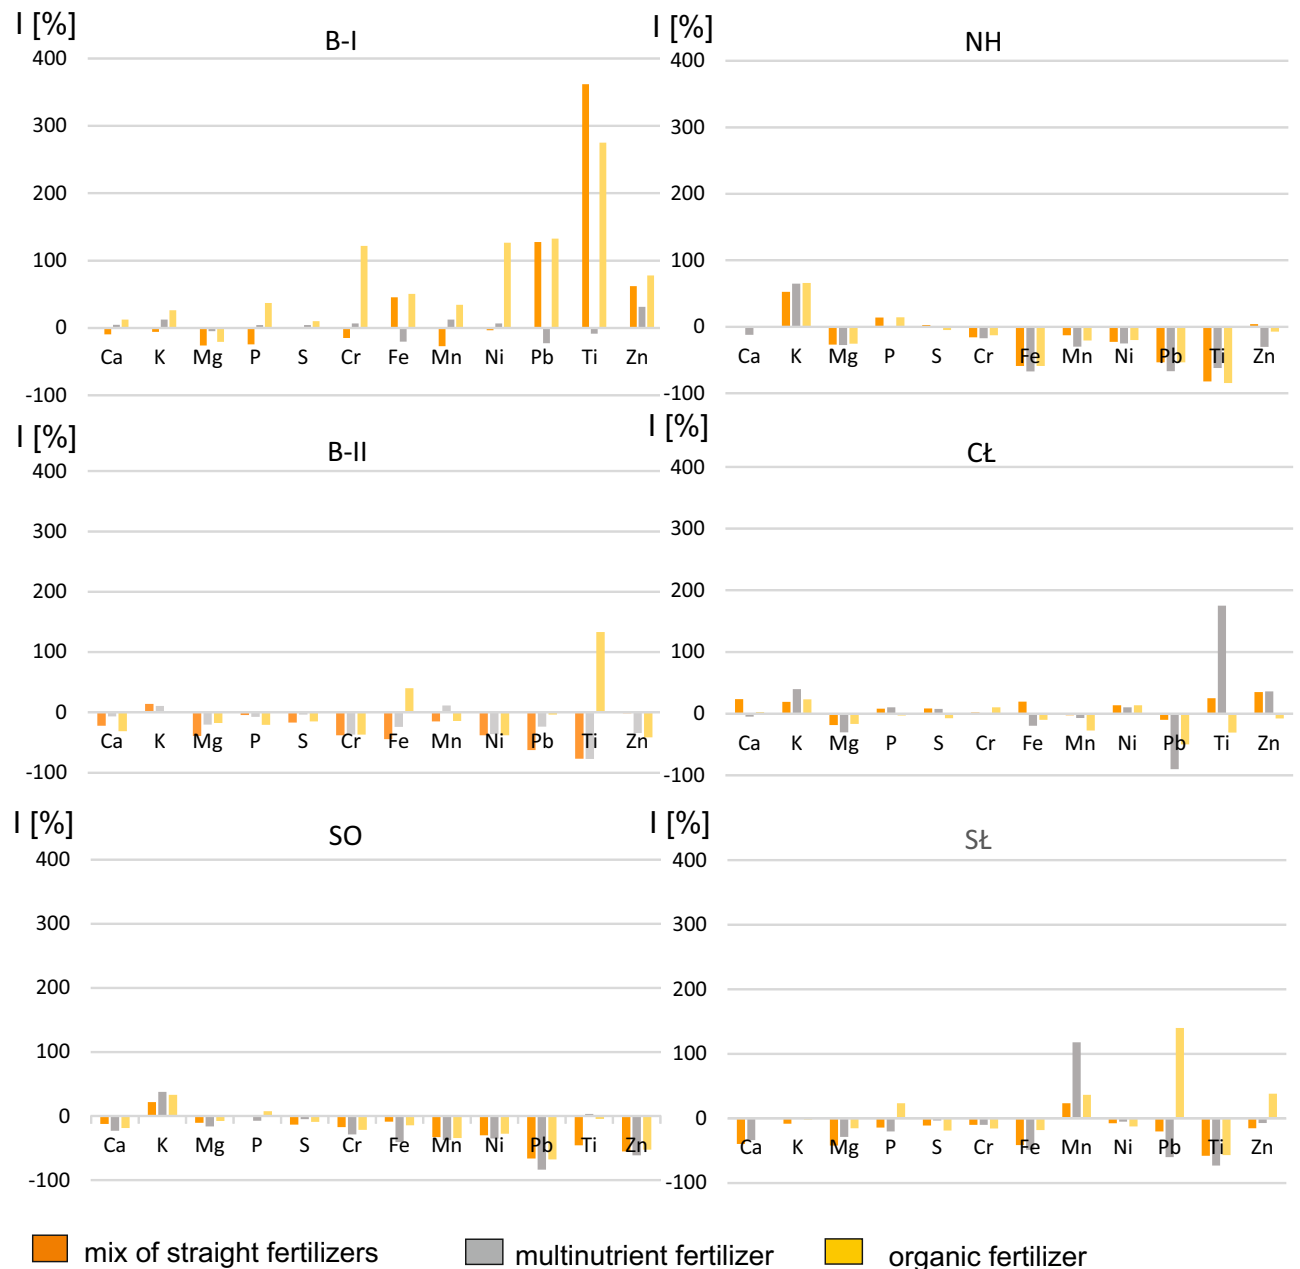 I [%]
B-I
400
300
200
100
0
-100
Ca K Mg P S Cr Fe Mn Ni Pb Ti Zn
I [%]
NH
400
300
200
100
0
-100
Ca K Mg P S Cr Fe Mn Ni Pb Ti Zn
I [%]
B-II
400
300
200
100
0
-100
Ca K Mg P S Cr Fe Mn Ni Pb Ti Zn
I [%]
CŁ
400
300
200
100
0
-100
Ca K Mg P S Cr Fe Mn Ni Pb Ti Zn
I [%]
SO
400
300
200
100
0
-100
Ca K Mg P S Cr Fe Mn Ni Pb Ti Zn
I [%]
SŁ
400
300
200
100
0
-100
Ca K Mg P S Cr Fe Mn Ni Pb Ti Zn
mix of straight fertilizers
multinutrient fertilizer
organic fertilizer